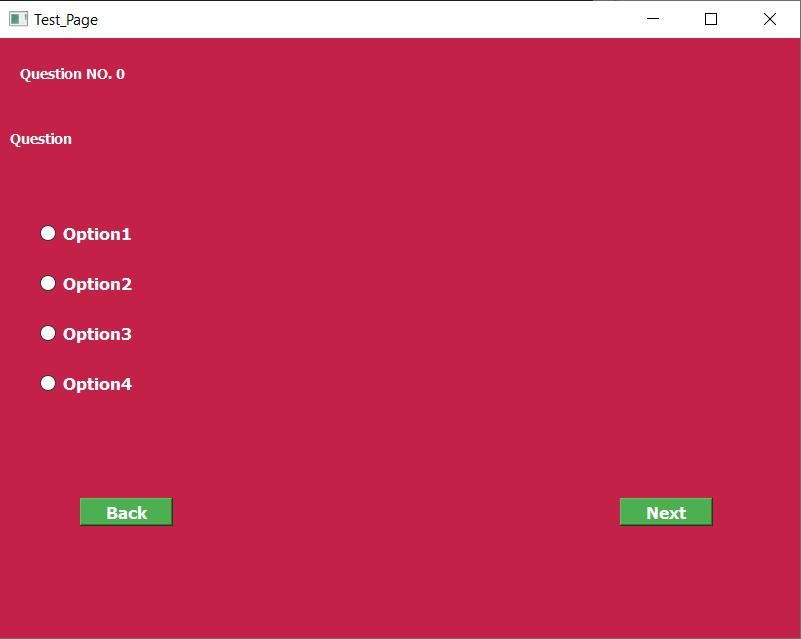 Test_Page
Question NO. 0
Question
Option1
Option2
Option3
Option4
Back
Next